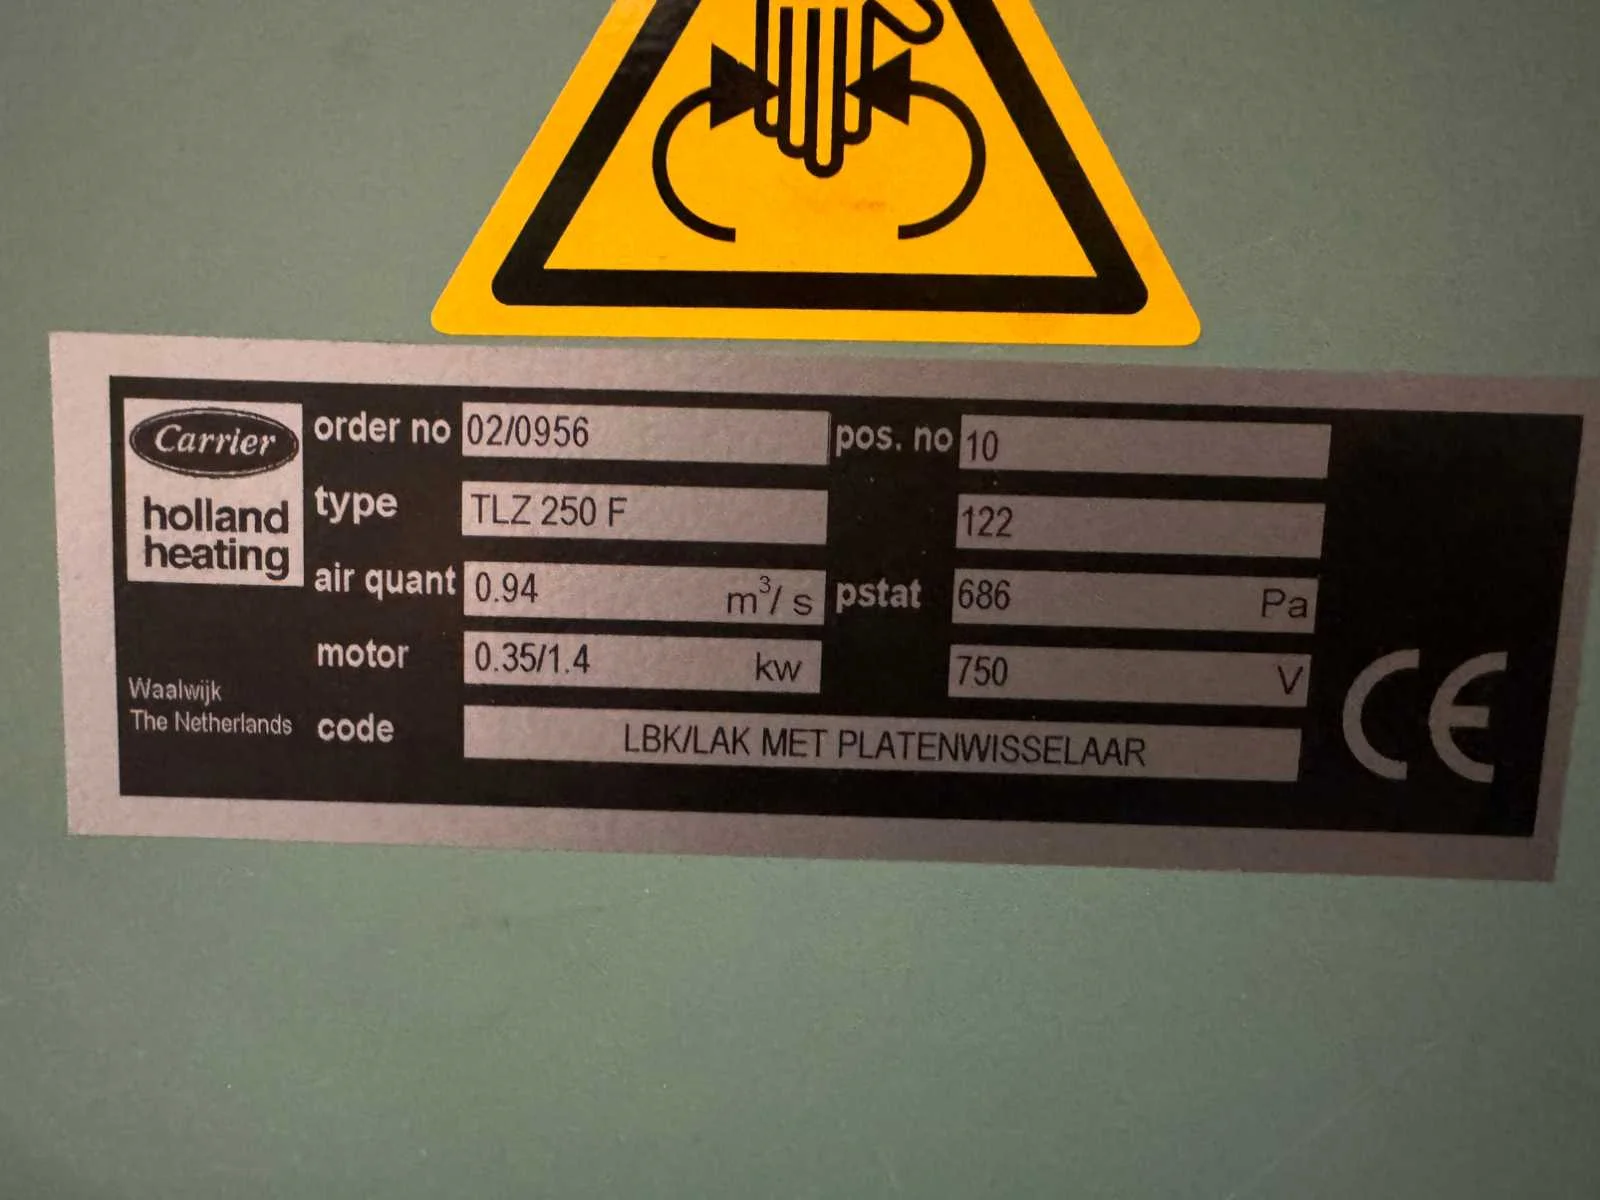 Carrier
holland
heating
Waalwijk
The Netherlands
order no 02/0956 pos. no 10
type TLZ 250 F 122
air quant 0.94 m³/ s pstat 686 Pa
motor 0.35/1.4 kw 750 V
code LBK/LAK MET PLATENWISSELAAR
CE